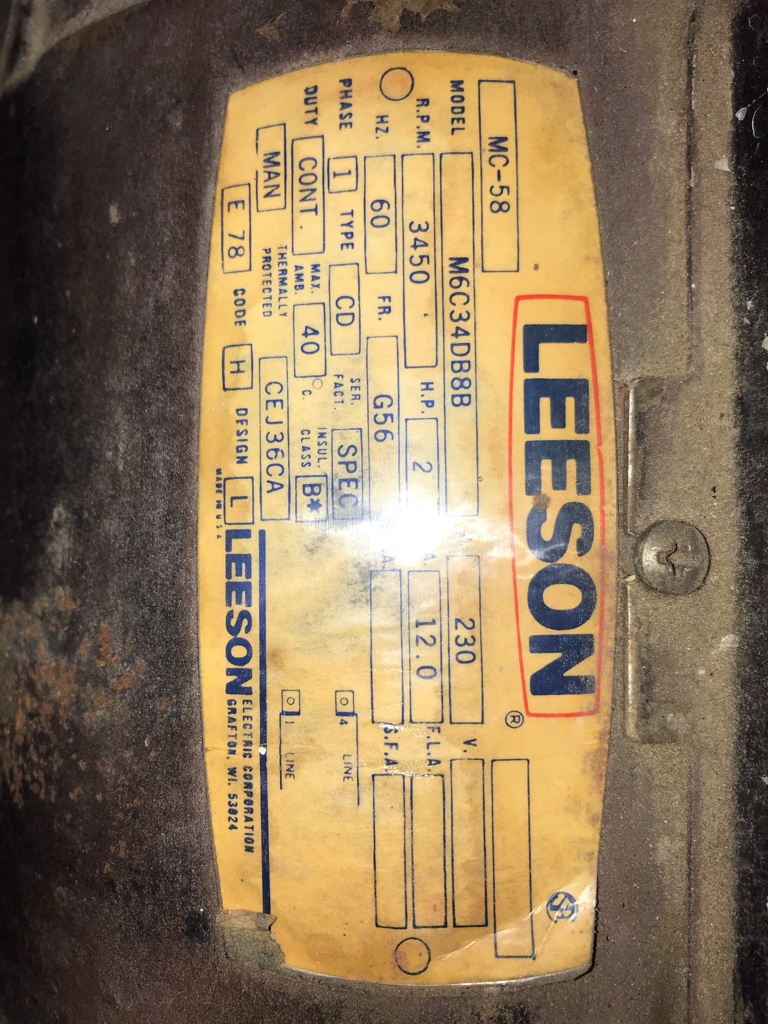 MC-58
LEESON ®
MODEL M6C34DB8B 230 V.
R.P.M. 3450 H.P. 2 A. 12.0 F.L.A.
HZ. 60 FR. G56 A. S.F.A.
PHASE 1 TYPE CD SER. FACT. SPEC
DUTY CONT. MAX. AMB. 40 °C. INSUL. CLASS B*
MAN THERMALLY PROTECTED CEJ36CA
E 78 CODE H DESIGN L
4 LINE
1 LINE
MADE IN U.S.A
LEESON ELECTRIC CORPORATION
GRAFTON, WI. 53024